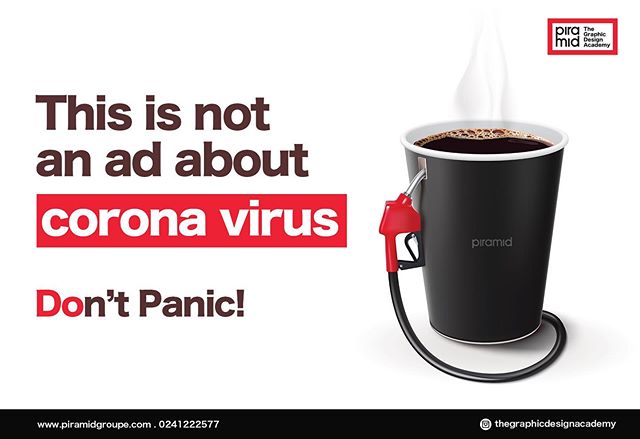 pira
mid
The
Graphic
Design
Academy
This is not
an ad about
corona virus
Don't Panic!
piramid
www.piramidgroupe.com . 0241222577
thegraphicdesignacademy